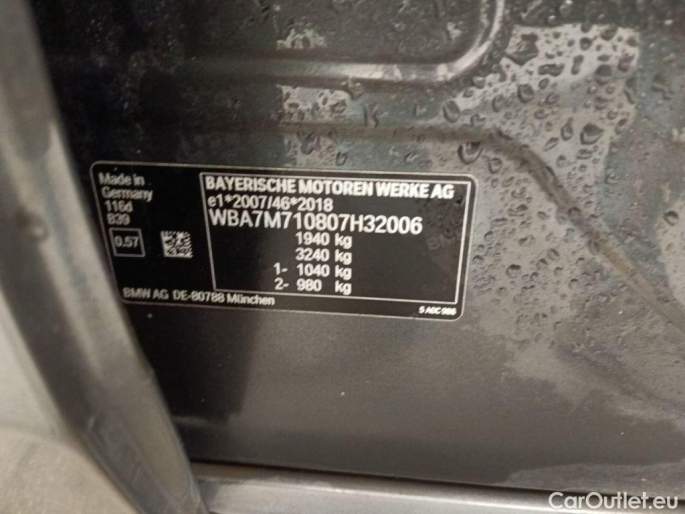 Made in
Germany
116d
B39
0.57
BMW AG DE-80788 München
BAYERISCHE MOTOREN WERKE AG
e1*2007/46*2018
WBA7M710807H32006
1940 kg
3240 kg
1- 1040 kg
2- 980 kg
CarOutlet.eu